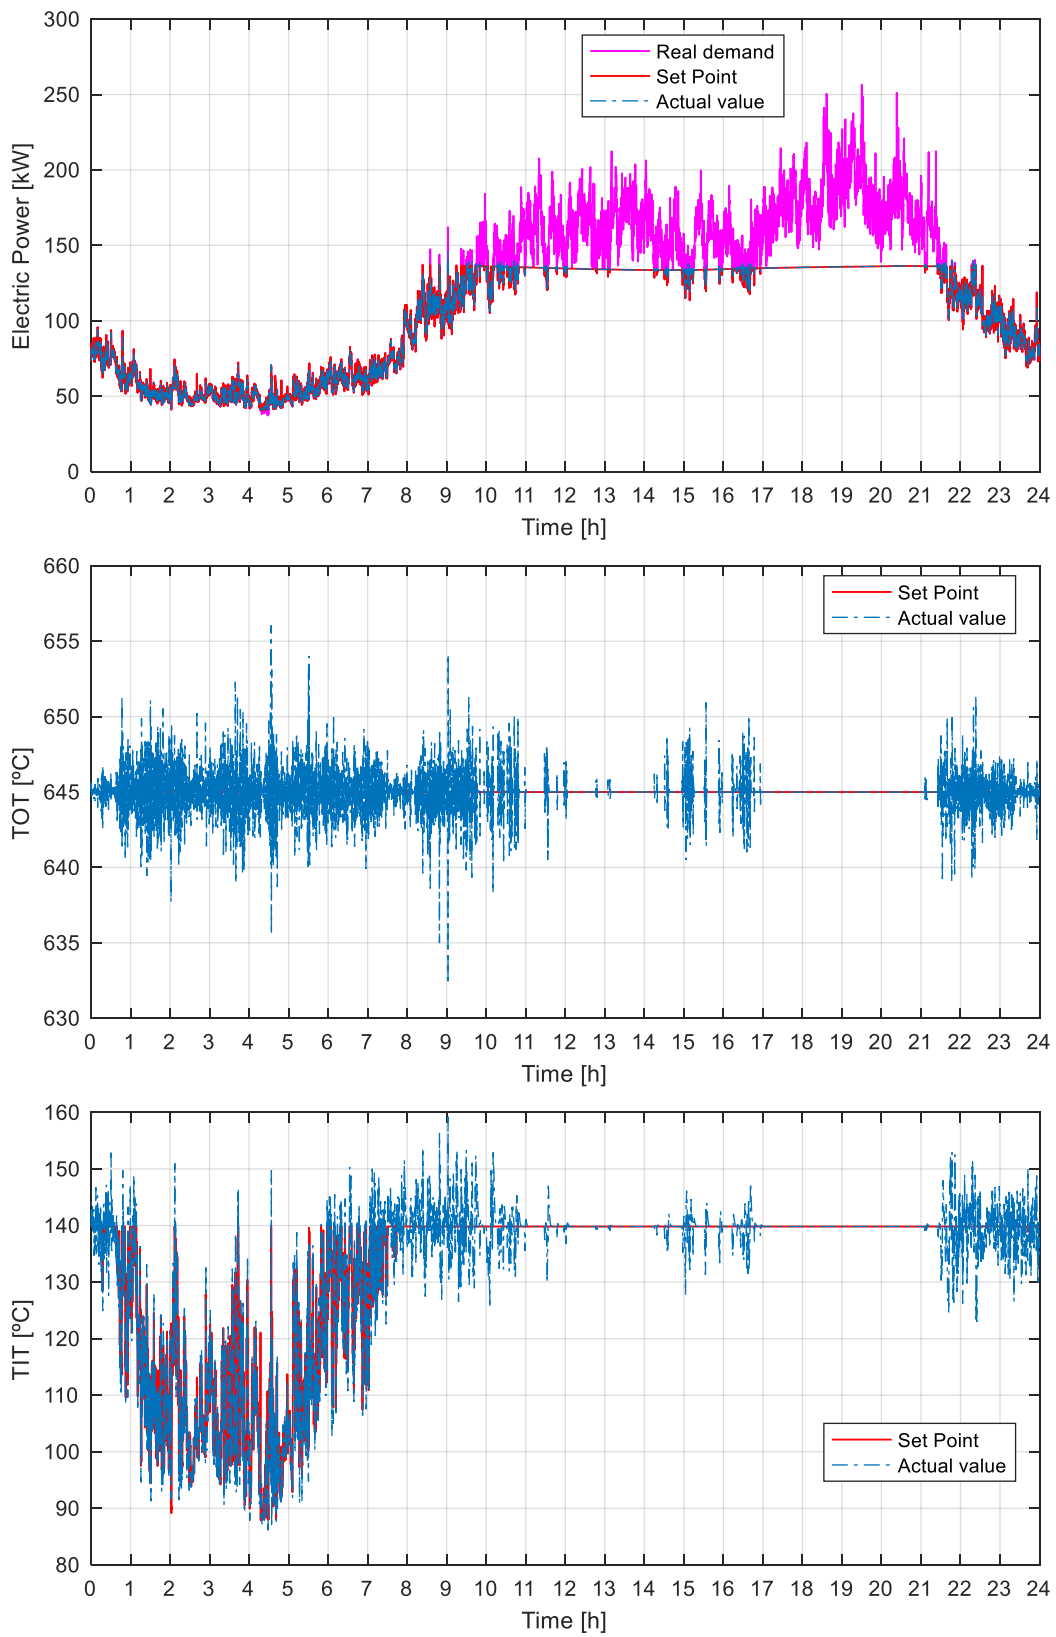 300
250
200
150
100
50
0
Electric Power [kW]
Real demand
Set Point
Actual value
0 1 2 3 4 5 6 7 8 9 10 11 12 13 14 15 16 17 18 19 20 21 22 23 24
Time [h]
660
655
650
645
640
635
630
TOT [ºC]
Set Point
Actual value
0 1 2 3 4 5 6 7 8 9 10 11 12 13 14 15 16 17 18 19 20 21 22 23 24
Time [h]
160
150
140
130
120
110
100
90
80
TIT [ºC]
Set Point
Actual value
0 1 2 3 4 5 6 7 8 9 10 11 12 13 14 15 16 17 18 19 20 21 22 23 24
Time [h]